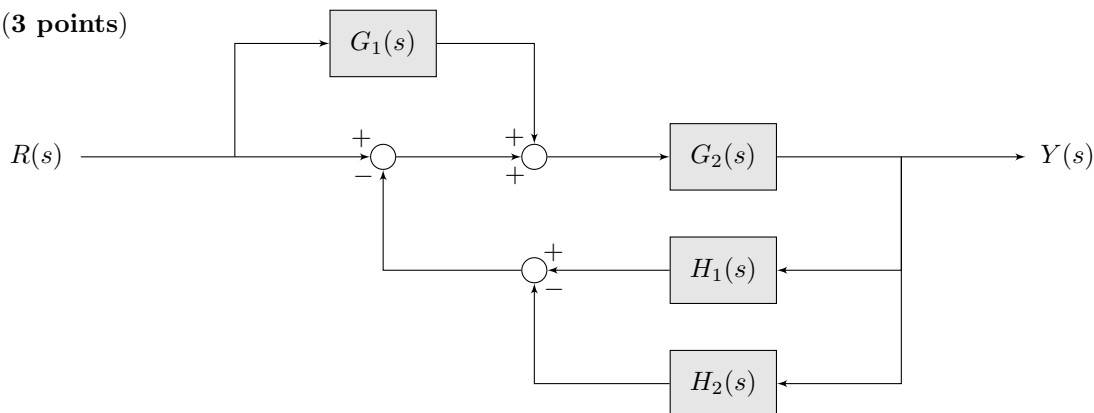 (3 points)
G₁(s)
R(s)
+
−
+
+
G₂(s)
Y(s)
+
−
H₁(s)
H₂(s)